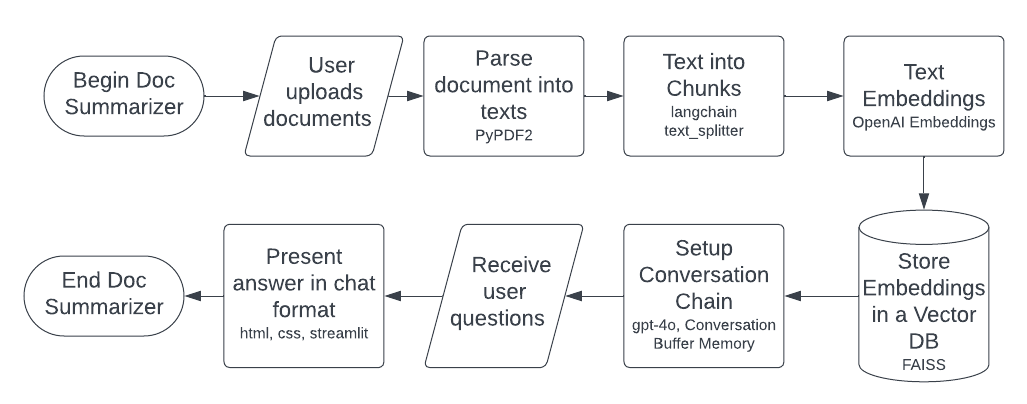 Begin Doc
Summarizer
User
uploads
documents
Parse
document into
texts
PyPDF2
Text into
Chunks
langchain
text_splitter
Text
Embeddings
OpenAI Embeddings
Store
Embeddings
in a Vector
DB
FAISS
Setup
Conversation
Chain
gpt-4o, Conversation
Buffer Memory
Receive
user
questions
Present
answer in chat
format
html, css, streamlit
End Doc
Summarizer